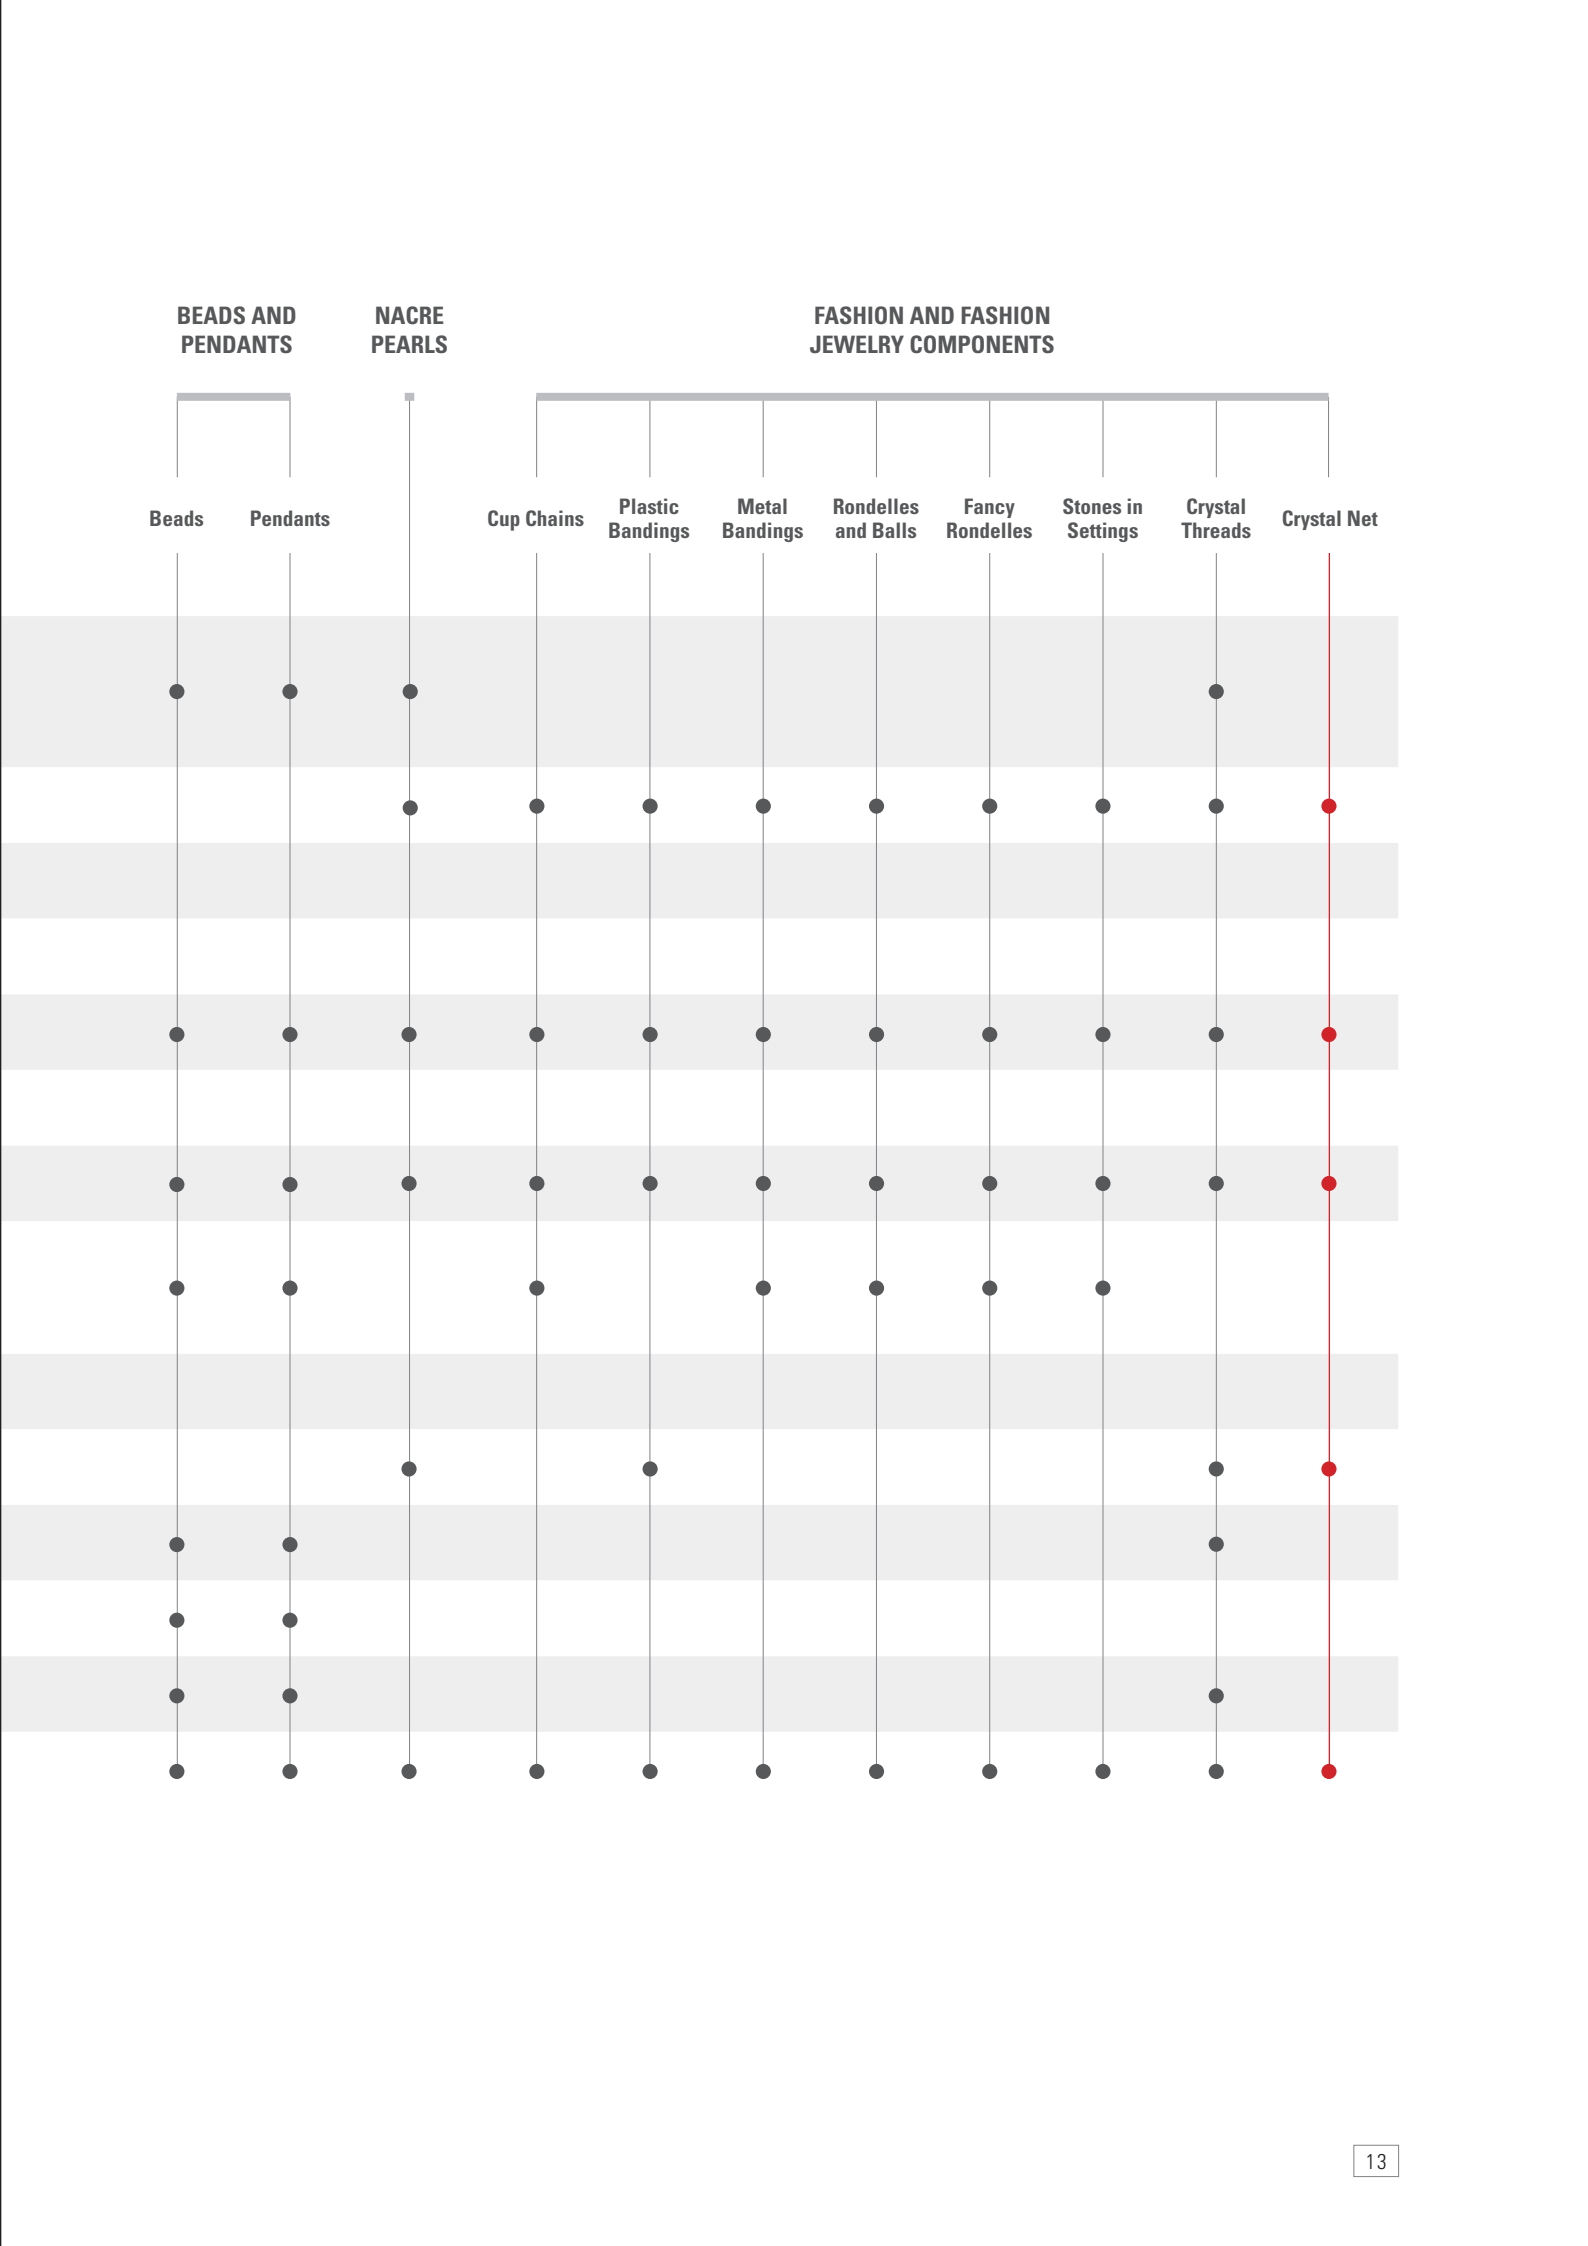 BEADS AND
PENDANTS
NACRE
PEARLS
FASHION AND FASHION
JEWELRY COMPONENTS
Beads
Pendants
Cup Chains
Plastic
Bandings
Metal
Bandings
Rondelles
and Balls
Fancy
Rondelles
Stones in
Settings
Crystal
Threads
Crystal Net
13